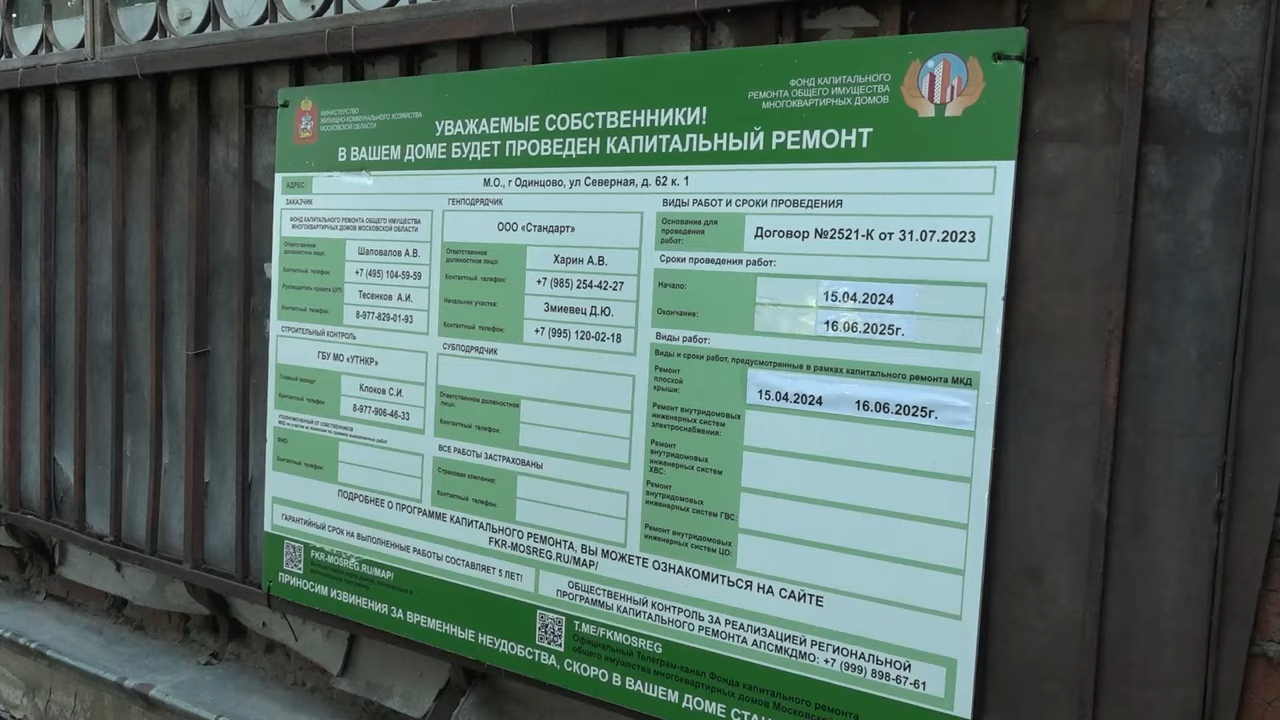 МИНИСТЕРСТВО
ЖИЛИЩНО-КОММУНАЛЬНОГО ХОЗЯЙСТВА
МОСКОВСКОЙ ОБЛАСТИ
ФОНД КАПИТАЛЬНОГО
РЕМОНТА ОБЩЕГО ИМУЩЕСТВА
МНОГОКВАРТИРНЫХ ДОМОВ
УВАЖАЕМЫЕ СОБСТВЕННИКИ!
В ВАШЕМ ДОМЕ БУДЕТ ПРОВЕДЕН КАПИТАЛЬНЫЙ РЕМОНТ
АДРЕС: М.О., г Одинцово, ул Северная, д. 62 к. 1
ЗАКАЗЧИК
ФОНД КАПИТАЛЬНОГО РЕМОНТА ОБЩЕГО ИМУЩЕСТВА
МНОГОКВАРТИРНЫХ ДОМОВ МОСКОВСКОЙ ОБЛАСТИ
Ответственное
должностное лицо: Шаповалов А.В.
Контактный телефон: +7 (495) 104-59-59
Руководитель проекта ЦУП: Тесенков А.И.
Контактный телефон: 8-977-829-01-93
СТРОИТЕЛЬНЫЙ КОНТРОЛЬ
ГБУ МО «УТНКР»
Главный эксперт Клоков С.И.
Контактный телефон: 8-977-906-46-33
ФИО:
Контактный телефон:
ГЕНПОДРЯДЧИК
ООО «Стандарт»
Ответственное
должностное лицо: Харин А.В.
Контактный телефон: +7 (985) 254-42-27
Начальник участка: Змиевец Д.Ю.
Контактный телефон: +7 (995) 120-02-18
СУБПОДРЯДЧИК
Ответственное должностное
лицо:
Контактный телефон:
ВСЕ РАБОТЫ ЗАСТРАХОВАНЫ
Страховая компания:
Контактный телефон:
ВИДЫ РАБОТ И СРОКИ ПРОВЕДЕНИЯ
Основание для
проведения
работ: Договор №2521-К от 31.07.2023
Сроки проведения работ:
Начало: 15.04.2024
Окончание: 16.06.2025г.
Виды работ:
Виды и сроки работ, предусмотренные в рамках капитального ремонта МКД
Ремонт
плоской
крыши: 15.04.2024 16.06.2025г.
Ремонт внутридомовых
инженерных систем
электроснабжения:
Ремонт
внутридомовых
инженерных систем
ХВС:
Ремонт
внутридомовых
инженерных систем ГВС:
Ремонт внутридомовых
инженерных систем ЦО:
ПОДРОБНЕЕ О ПРОГРАММЕ КАПИТАЛЬНОГО РЕМОНТА, ВЫ МОЖЕТЕ ОЗНАКОМИТЬСЯ НА САЙТЕ
FKR-MOSREG.RU/MAP/
ГАРАНТИЙНЫЙ СРОК НА ВЫПОЛНЕННЫЕ РАБОТЫ СОСТАВЛЯЕТ 5 ЛЕТ!
ОБЩЕСТВЕННЫЙ КОНТРОЛЬ ЗА РЕАЛИЗАЦИЕЙ РЕГИОНАЛЬНОЙ
ПРОГРАММЫ КАПИТАЛЬНОГО РЕМОНТА АПСМКДМО: +7 (999) 898-67-61
FKR-MOSREG.RU/MAP/
T.ME/FKMOSREG
Официальный Телеграм-канал Фонда капитального ремонта
общего имущества многоквартирных домов Московской
ПРИНОСИМ ИЗВИНЕНИЯ ЗА ВРЕМЕННЫЕ НЕУДОБСТВА, СКОРО В ВАШЕМ ДОМЕ